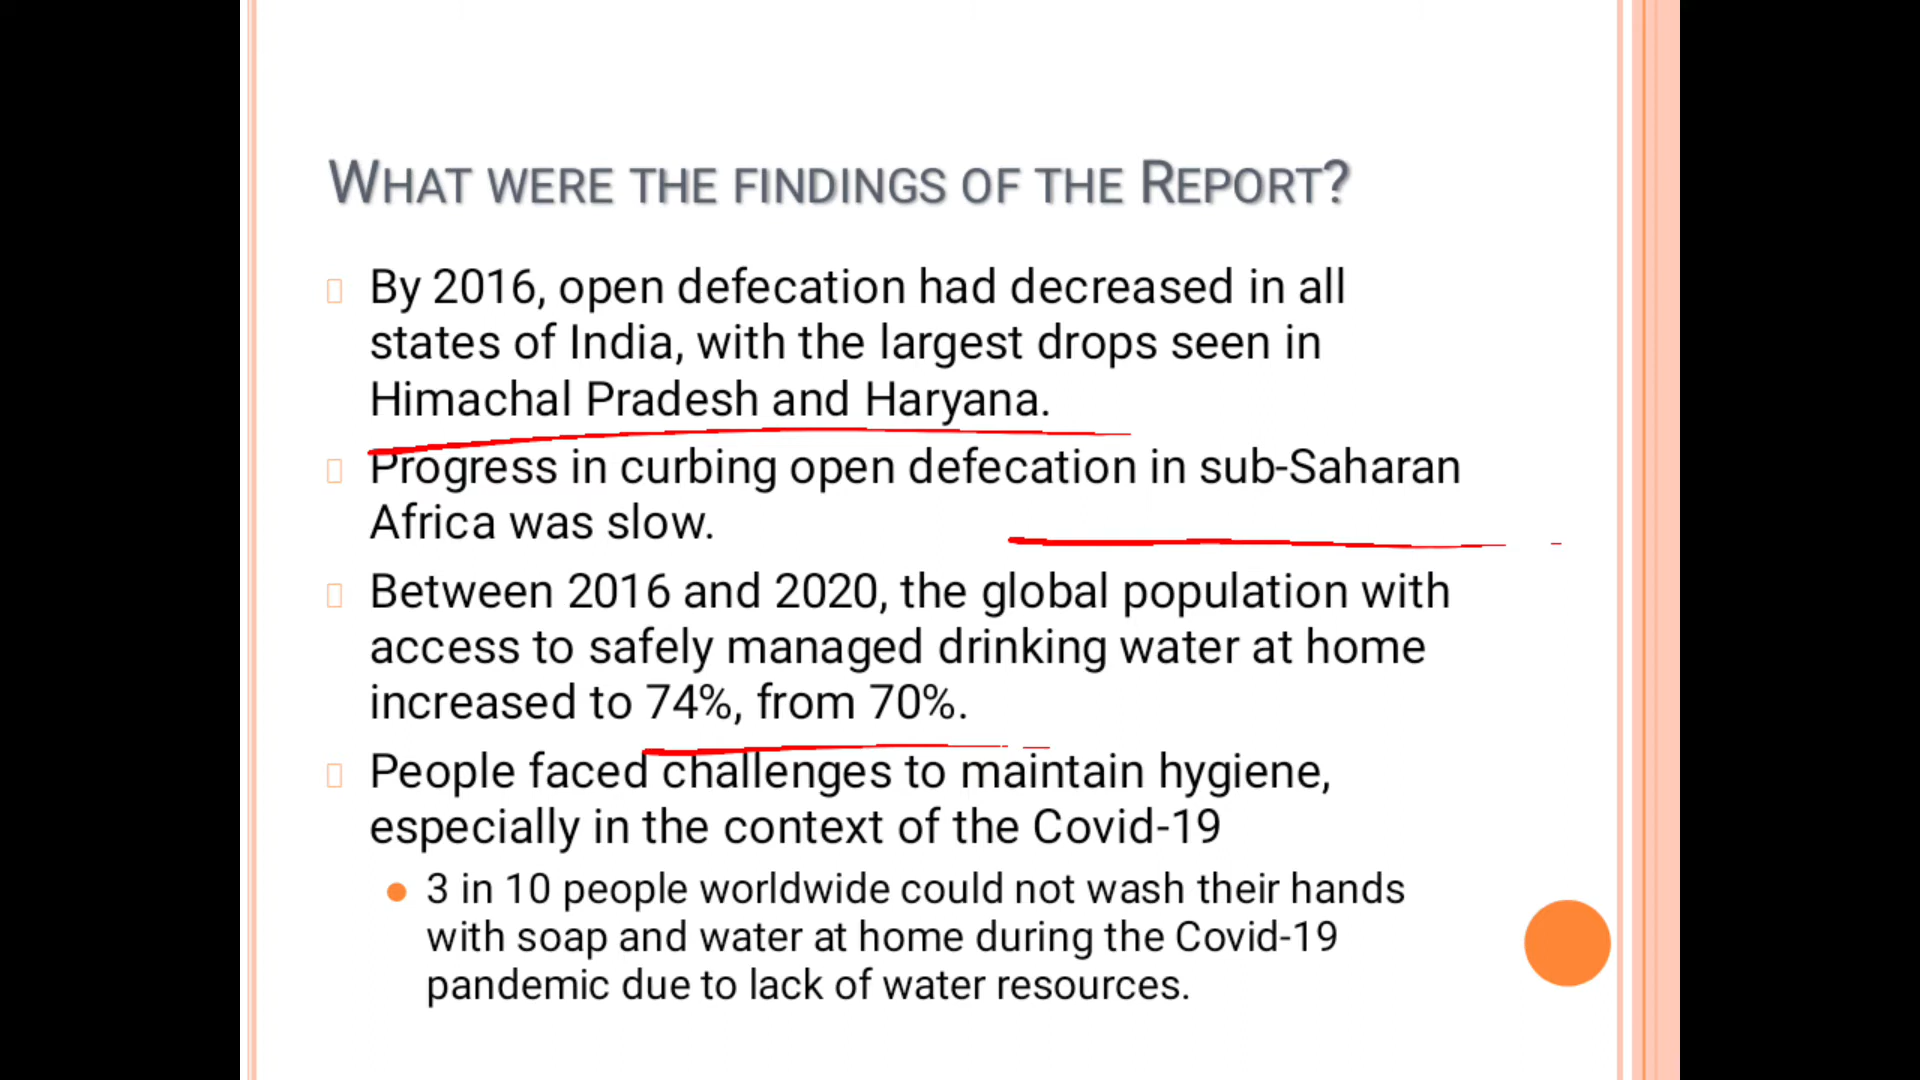 WHAT WERE THE FINDINGS OF THE REPORT?
By 2016, open defecation had decreased in all
states of India, with the largest drops seen in
Himachal Pradesh and Haryana.
Progress in curbing open defecation in sub-Saharan
Africa was slow.
Between 2016 and 2020, the global population with
access to safely managed drinking water at home
increased to 74%, from 70%.
People faced challenges to maintain hygiene,
especially in the context of the Covid-19
3 in 10 people worldwide could not wash their hands
with soap and water at home during the Covid-19
pandemic due to lack of water resources.